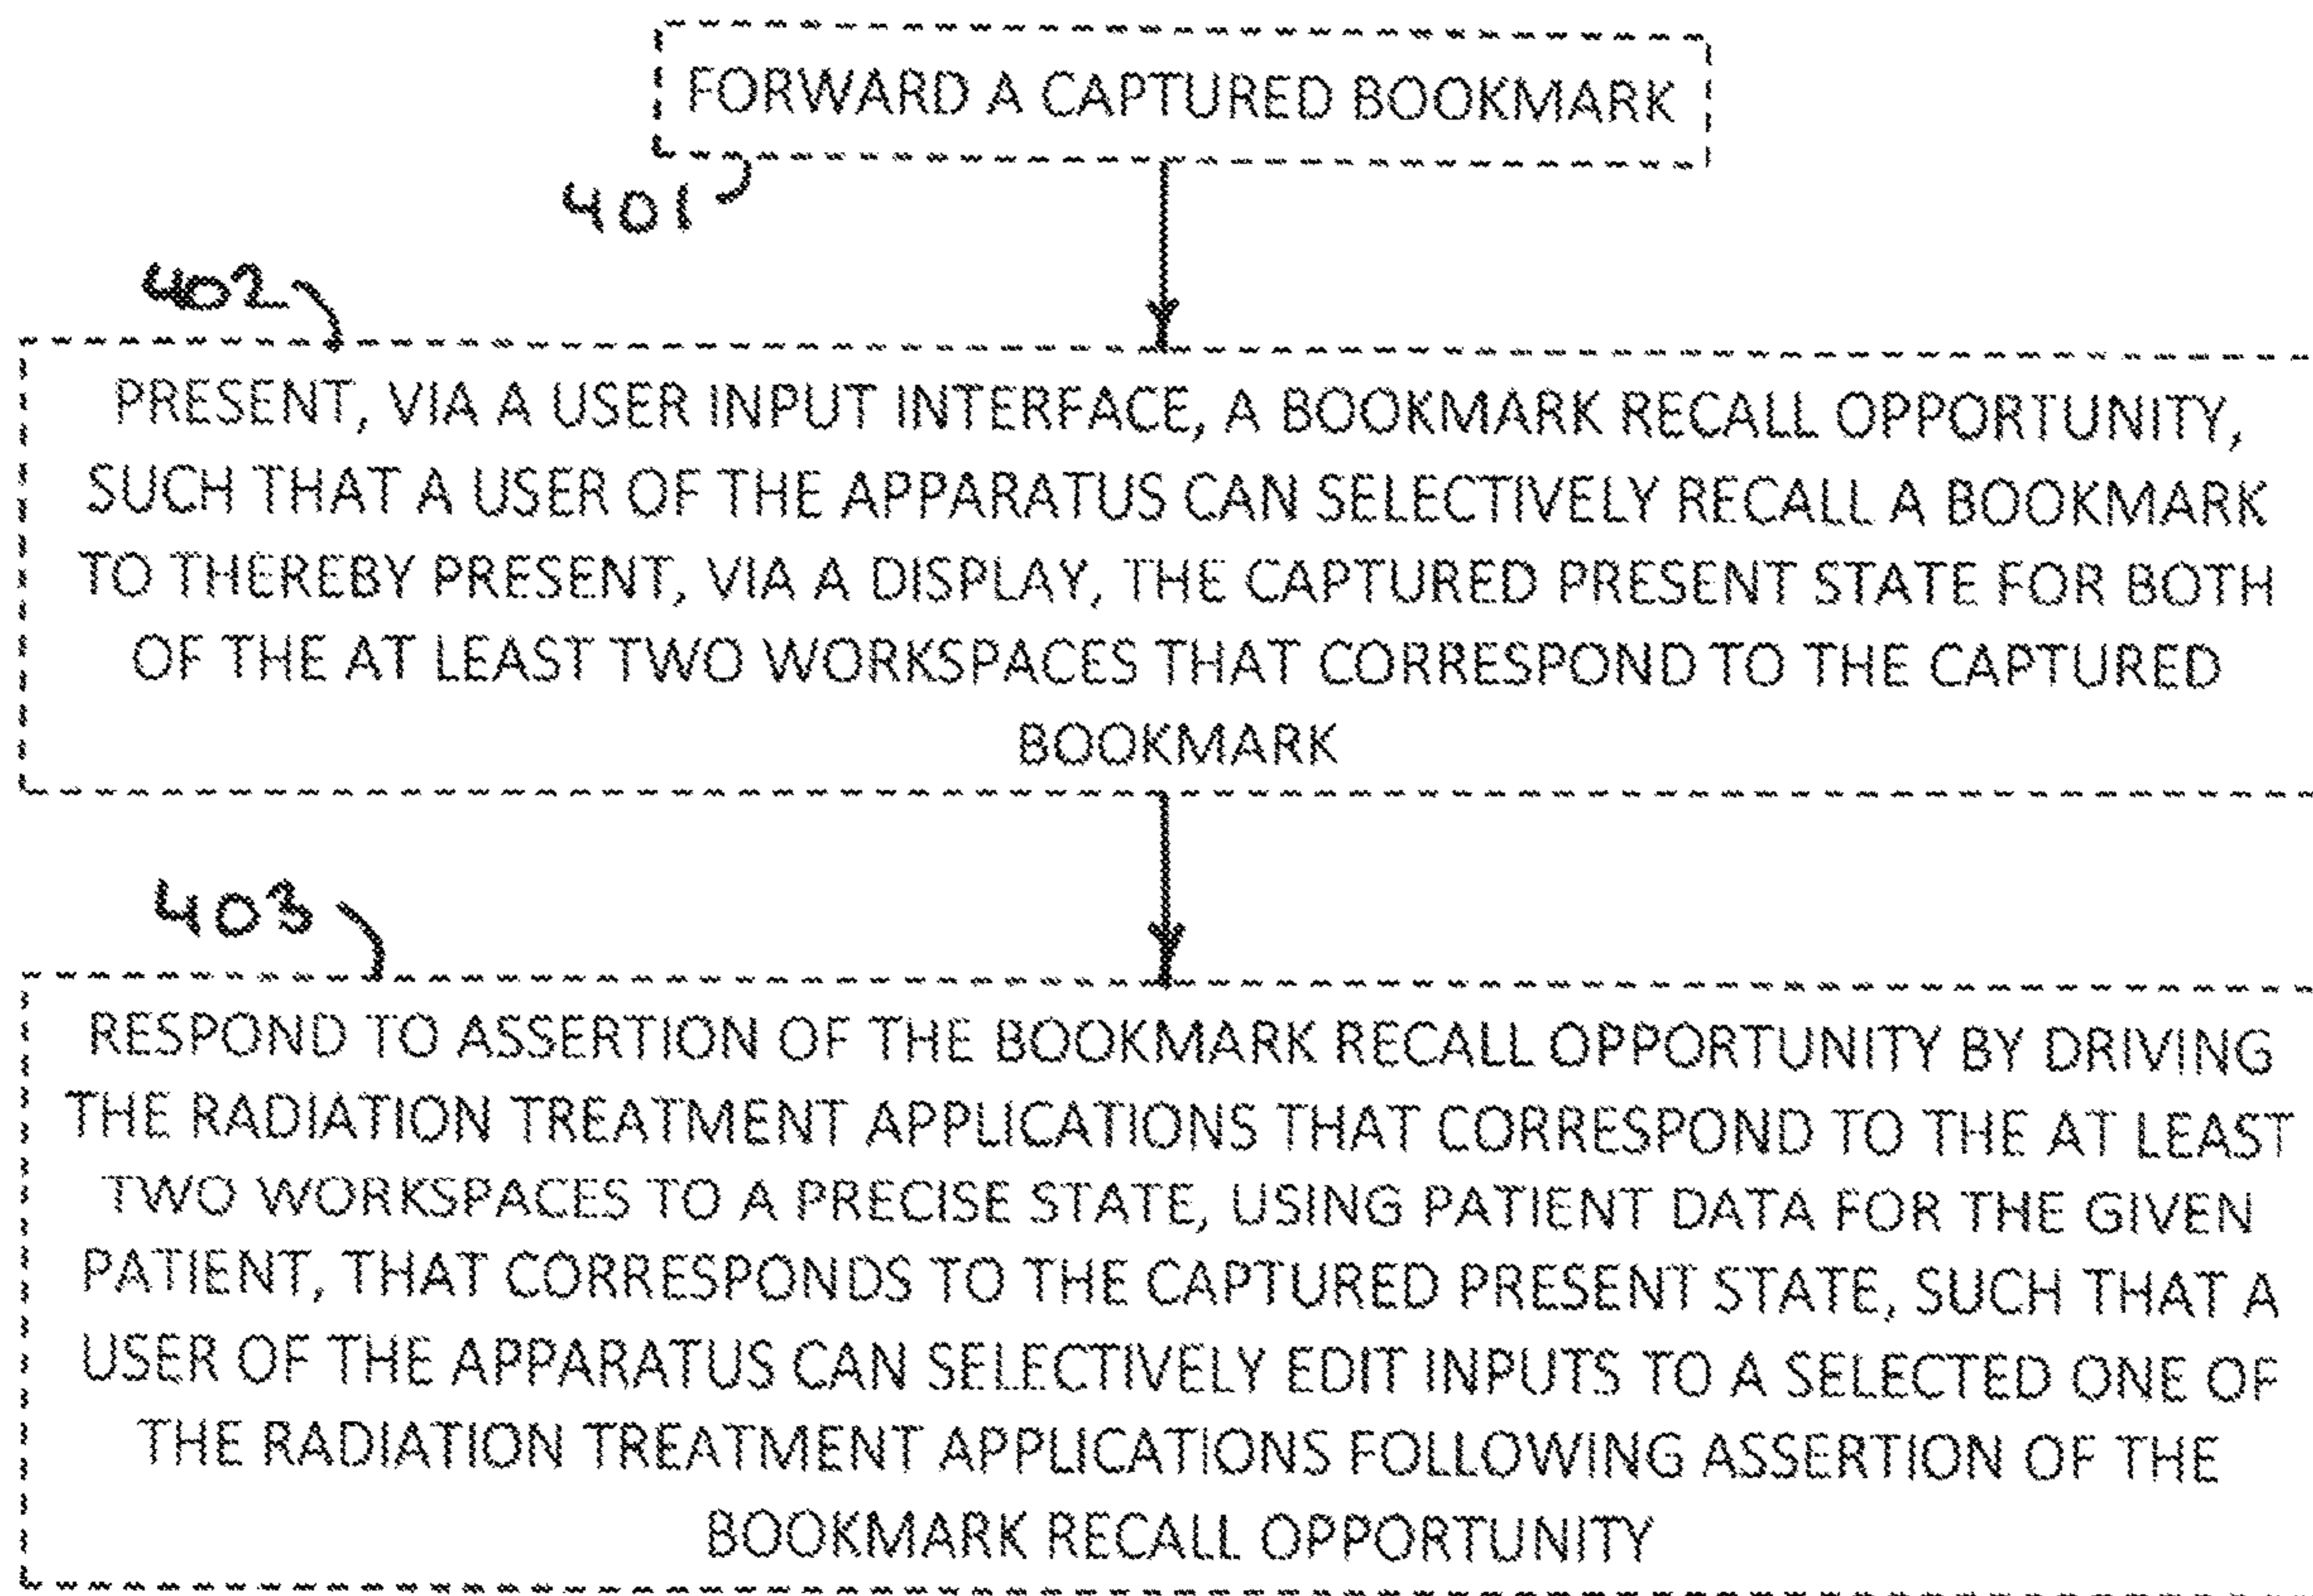 FORWARD A CAPTURED BOOKMARK
401
402
PRESENT, VIA A USER INPUT INTERFACE, A BOOKMARK RECALL OPPORTUNITY,
SUCH THAT A USER OF THE APPARATUS CAN SELECTIVELY RECALL A BOOKMARK
TO THEREBY PRESENT, VIA A DISPLAY, THE CAPTURED PRESENT STATE FOR BOTH
OF THE AT LEAST TWO WORKSPACES THAT CORRESPOND TO THE CAPTURED
BOOKMARK
403
RESPOND TO ASSERTION OF THE BOOKMARK RECALL OPPORTUNITY BY DRIVING
THE RADIATION TREATMENT APPLICATIONS THAT CORRESPOND TO THE AT LEAST
TWO WORKSPACES TO A PRECISE STATE, USING PATIENT DATA FOR THE GIVEN
PATIENT, THAT CORRESPONDS TO THE CAPTURED PRESENT STATE, SUCH THAT A
USER OF THE APPARATUS CAN SELECTIVELY EDIT INPUTS TO A SELECTED ONE OF
THE RADIATION TREATMENT APPLICATIONS FOLLOWING ASSERTION OF THE
BOOKMARK RECALL OPPORTUNITY